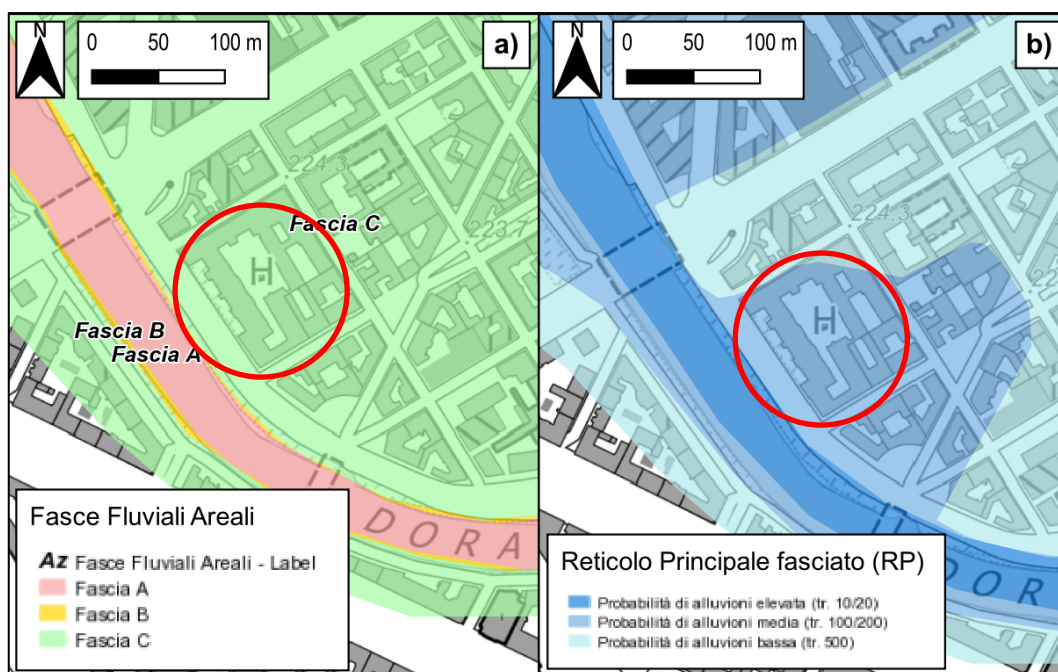 N
0 50 100 m
a)
224.3
Fascia C
223.7
H
Fascia B
Fascia A
DORA
Fasce Fluviali Areali
Az Fasce Fluviali Areali - Label
Fascia A
Fascia B
Fascia C
N
0 50 100 m
b)
224.3
H
DOR
Reticolo Principale fasciato (RP)
Probabilità di alluvioni elevata (tr. 10/20)
Probabilità di alluvioni media (tr. 100/200)
Probabilità di alluvioni bassa (tr. 500)